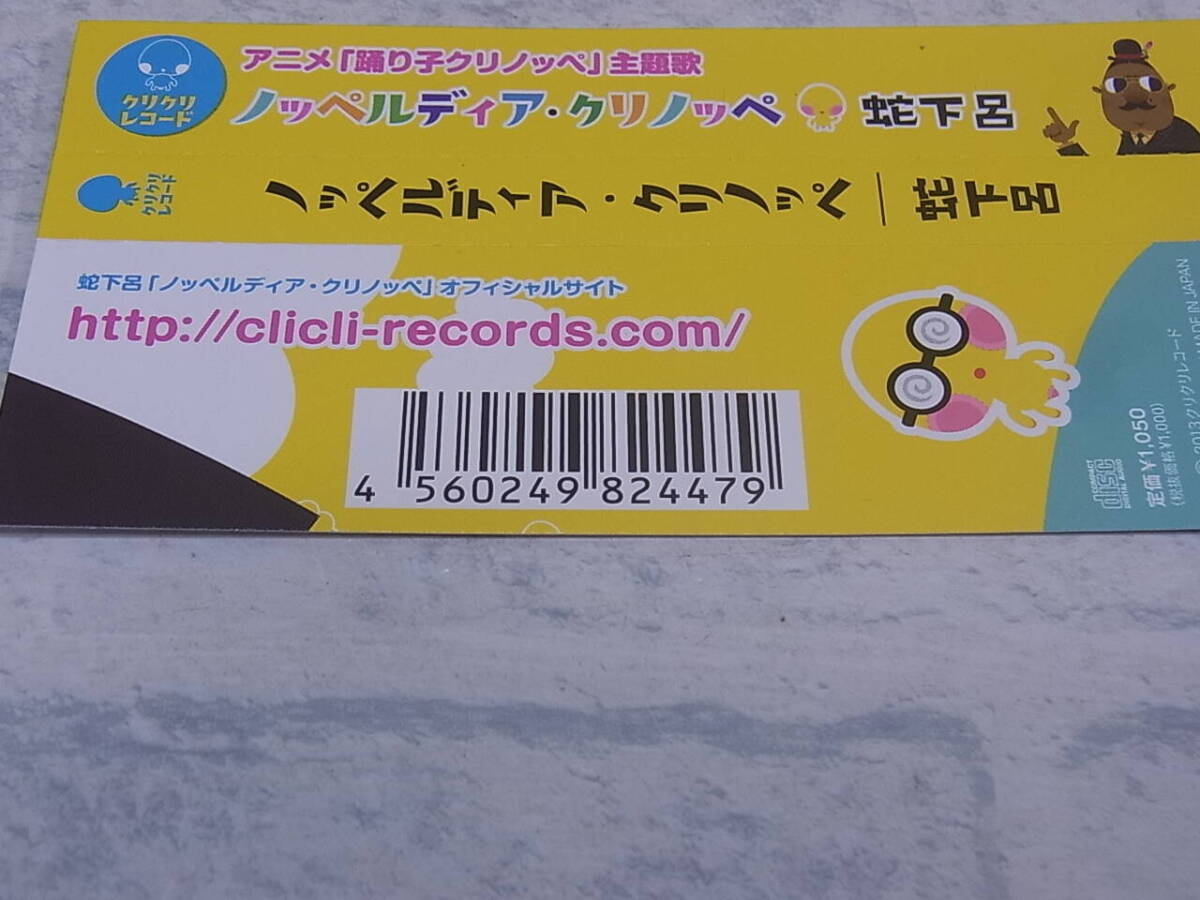 クリクリ
レコード
アニメ「踊り子クリノッペ」主題歌
ノッペルディア・クリノッペ 蛇下呂
クリクリ
レコード
ノッペルディア・クリノッペ｜蛇下呂
蛇下呂「ノッペルディア・クリノッペ」オフィシャルサイト
http://clicli-records.com/
4 560249 824479
COMPACT
disc
DIGITAL AUDIO
定価¥1,050
(税抜価格¥1,000)
2013クリクリレコード
MADE IN JAPAN